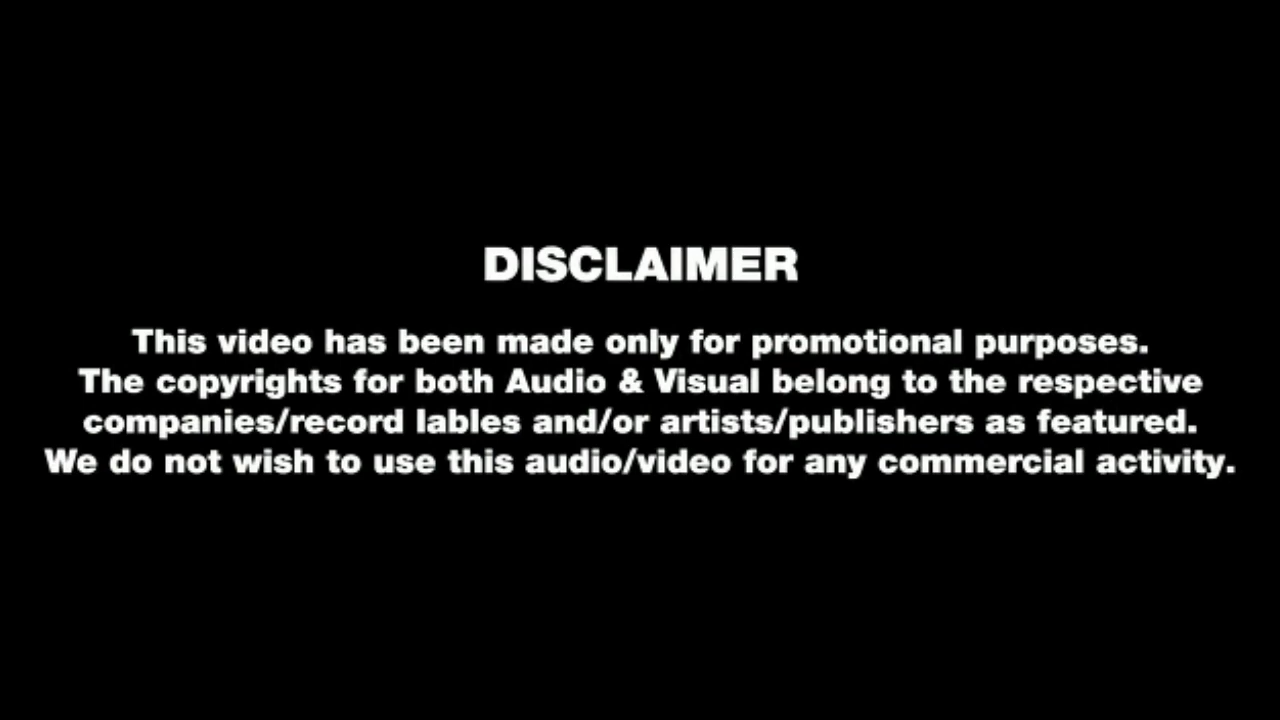 DISCLAIMER
This video has been made only for promotional purposes.
The copyrights for both Audio & Visual belong to the respective
companies/record lables and/or artists/publishers as featured.
We do not wish to use this audio/video for any commercial activity.